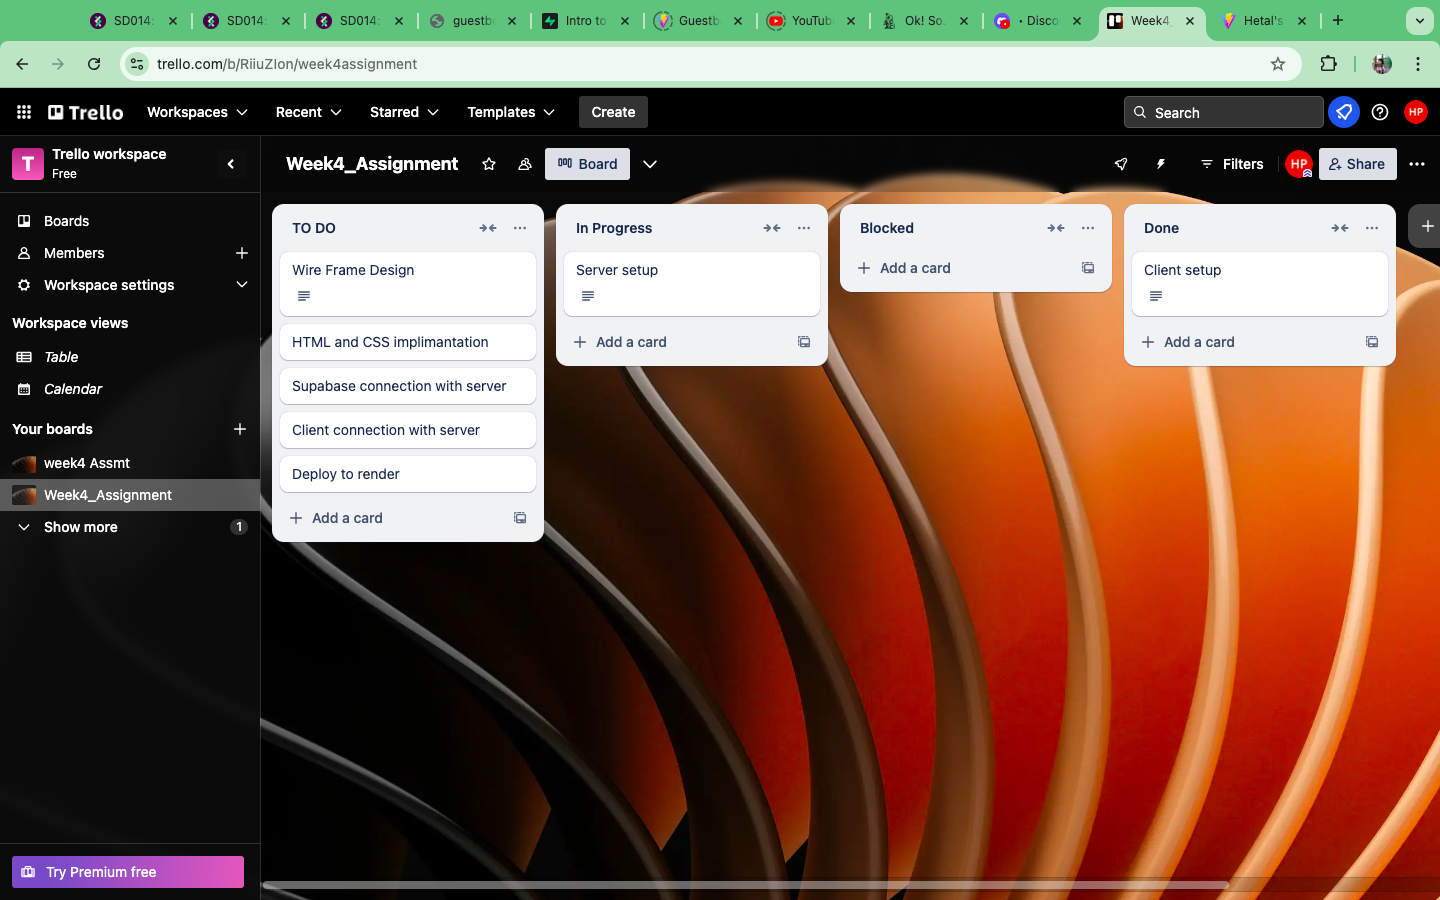 SD014:
SD014:
SD014:
guestb
Intro to
Guestb
YouTub
Ok! So.
• Disco
Week4_
Hetal's
trello.com/b/RiiuZIon/week4assignment
Trello
Workspaces
Recent
Starred
Templates
Create
Search
HP
T
Trello workspace
Free
Week4_Assignment
Board
Filters
HP
Share
Boards
Members
Workspace settings
Workspace views
Table
Calendar
Your boards
week4 Assmt
Week4_Assignment
Show more
1
Try Premium free
TO DO
Wire Frame Design
HTML and CSS implimantation
Supabase connection with server
Client connection with server
Deploy to render
Add a card
In Progress
Server setup
Add a card
Blocked
Add a card
Done
Client setup
Add a card